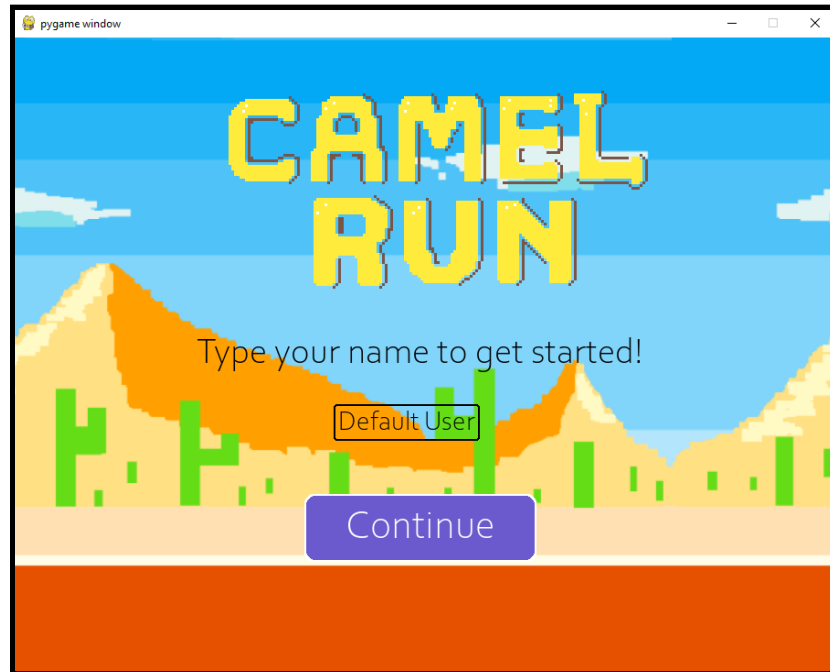 pygame window
CAMEL
RUN
Type your name to get started!
Default User
Continue